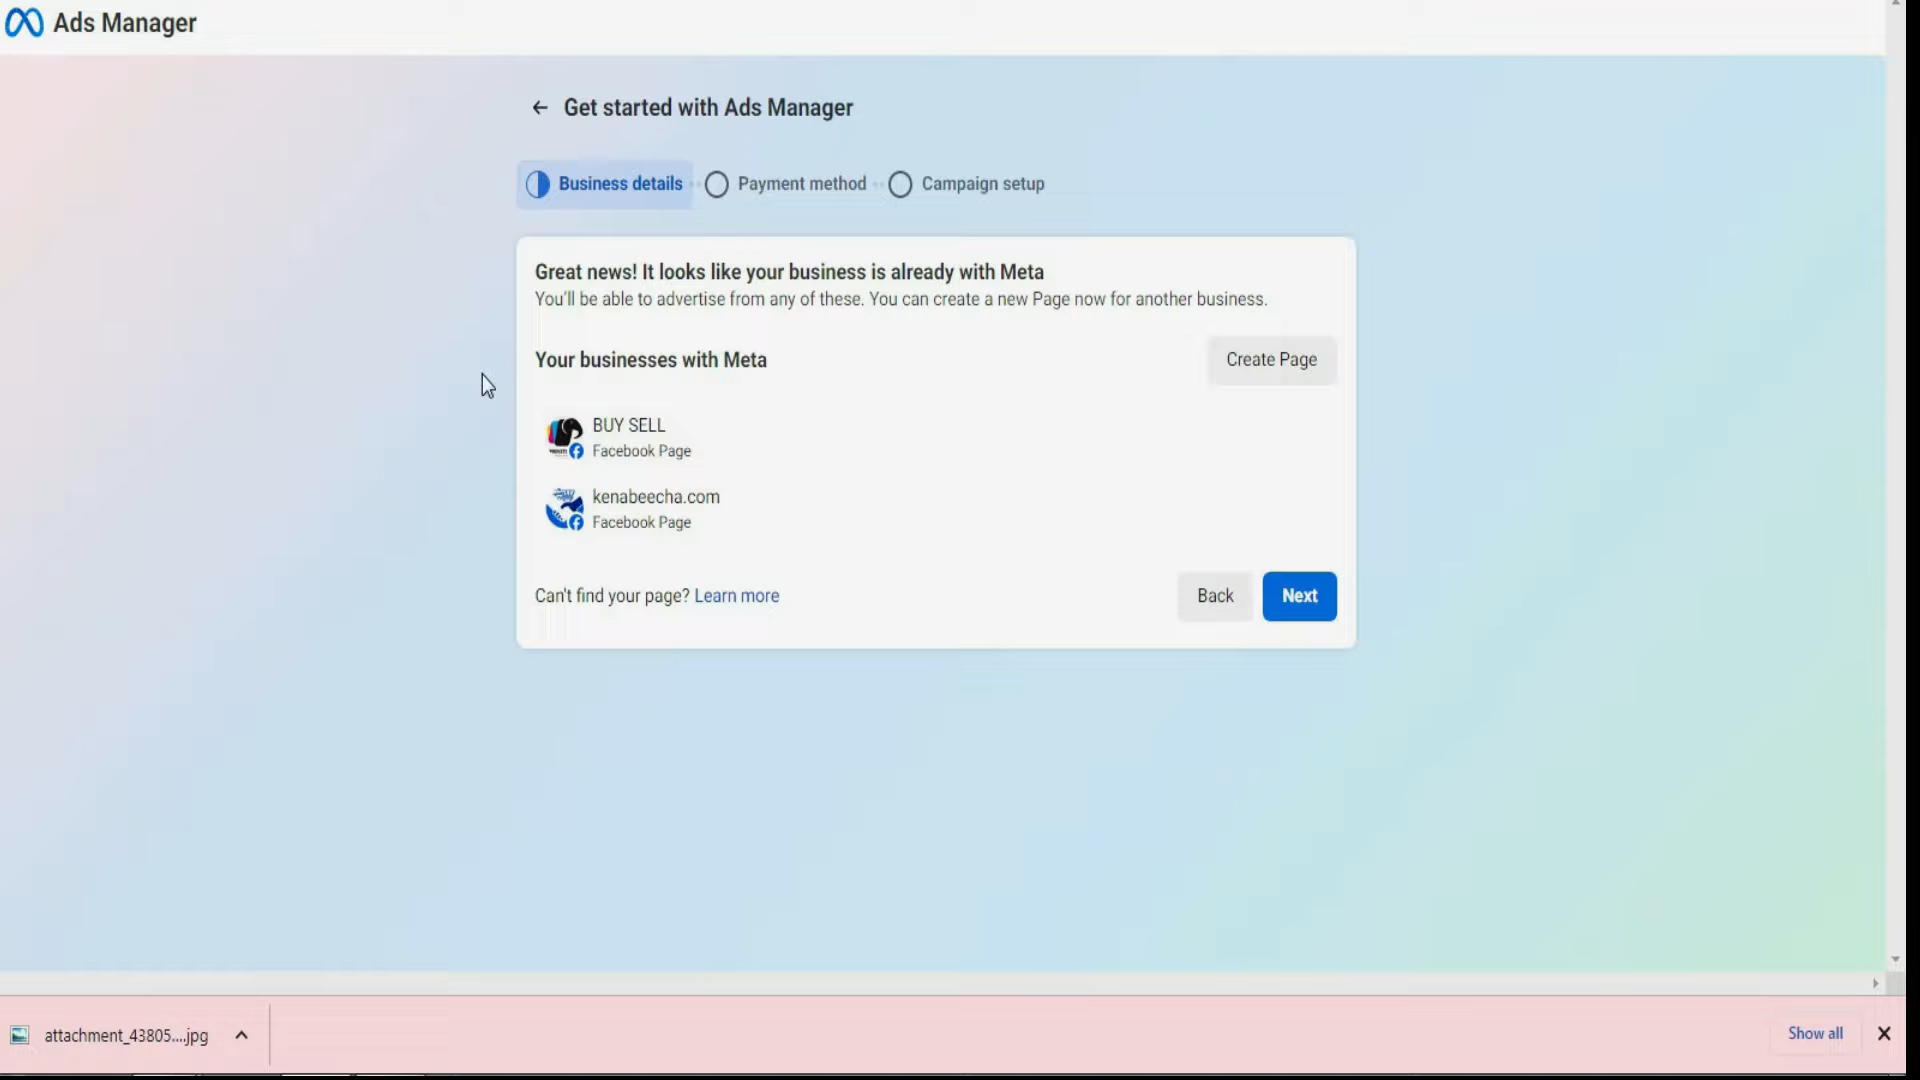 Ads Manager
Get started with Ads Manager
Business details
Payment method
Campaign setup
Great news! It looks like your business is already with Meta
You'll be able to advertise from any of these. You can create a new Page now for another business.
Your businesses with Meta
Create Page
BUY SELL
Facebook Page
kenabeecha.com
Facebook Page
Can't find your page? Learn more
Back
Next
attachment_43805....jpg
Show all